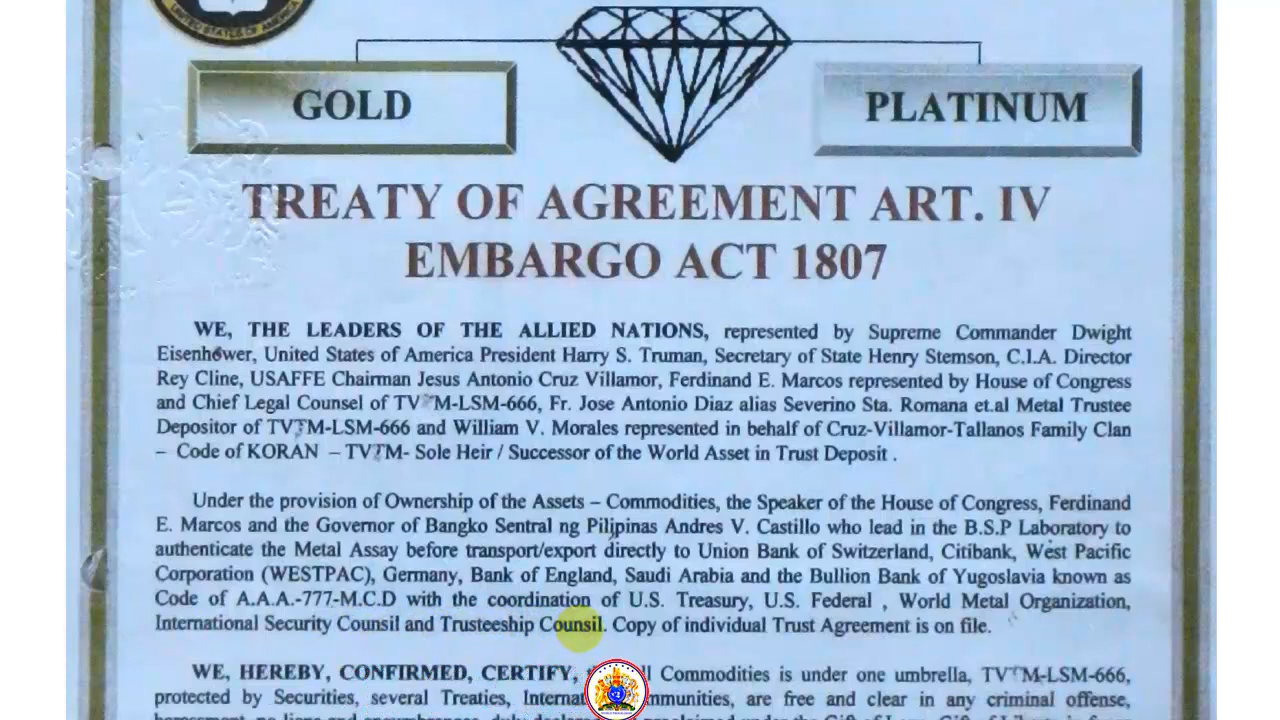 UNITED STATES OF AMERICA
GOLD
PLATINUM
TREATY OF AGREEMENT ART. IV
EMBARGO ACT 1807
WE, THE LEADERS OF THE ALLIED NATIONS, represented by Supreme Commander Dwight
Eisenhower, United States of America President Harry S. Truman, Secretary of State Henry Stemson, C.I.A. Director
Rey Cline, USAFFE Chairman Jesus Antonio Cruz Villamor, Ferdinand E. Marcos represented by House of Congress
and Chief Legal Counsel of TVTM-LSM-666, Fr. Jose Antonio Diaz alias Severino Sta. Romana et.al Metal Trustee
Depositor of TVTM-LSM-666 and William V. Morales represented in behalf of Cruz-Villamor-Tallanos Family Clan
– Code of KORAN – TVTM- Sole Heir / Successor of the World Asset in Trust Deposit .
Under the provision of Ownership of the Assets – Commodities, the Speaker of the House of Congress, Ferdinand
E. Marcos and the Governor of Bangko Sentral ng Pilipinas Andres V. Castillo who lead in the B.S.P Laboratory to
authenticate the Metal Assay before transport/export directly to Union Bank of Switzerland, Citibank, West Pacific
Corporation (WESTPAC), Germany, Bank of England, Saudi Arabia and the Bullion Bank of Yugoslavia known as
Code of A.A.A.-777-M.C.D with the coordination of U.S. Treasury, U.S. Federal , World Metal Organization,
International Security Counsil and Trusteeship Counsil. Copy of individual Trust Agreement is on file.
WE, HEREBY, CONFIRMED, CERTIFY, Commodities is under one umbrella, TVTM-LSM-666,
protected by Securities, several Treaties, are free and clear in any criminal offense,